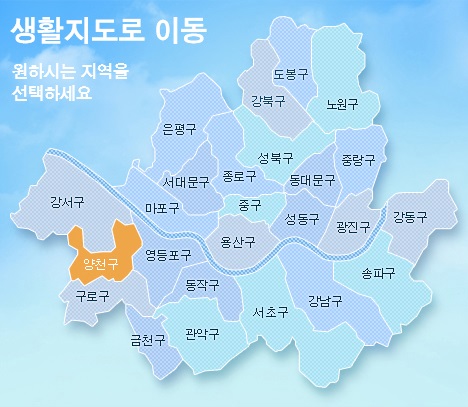 생활지도로 이동
원하시는 지역을
선택하세요
도봉구
강북구
노원구
은평구
성북구
중랑구
서대문구
종로구
동대문구
강서구
마포구
중구
성동구
광진구
강동구
용산구
양천구
영등포구
송파구
동작구
구로구
강남구
서초구
금천구
관악구